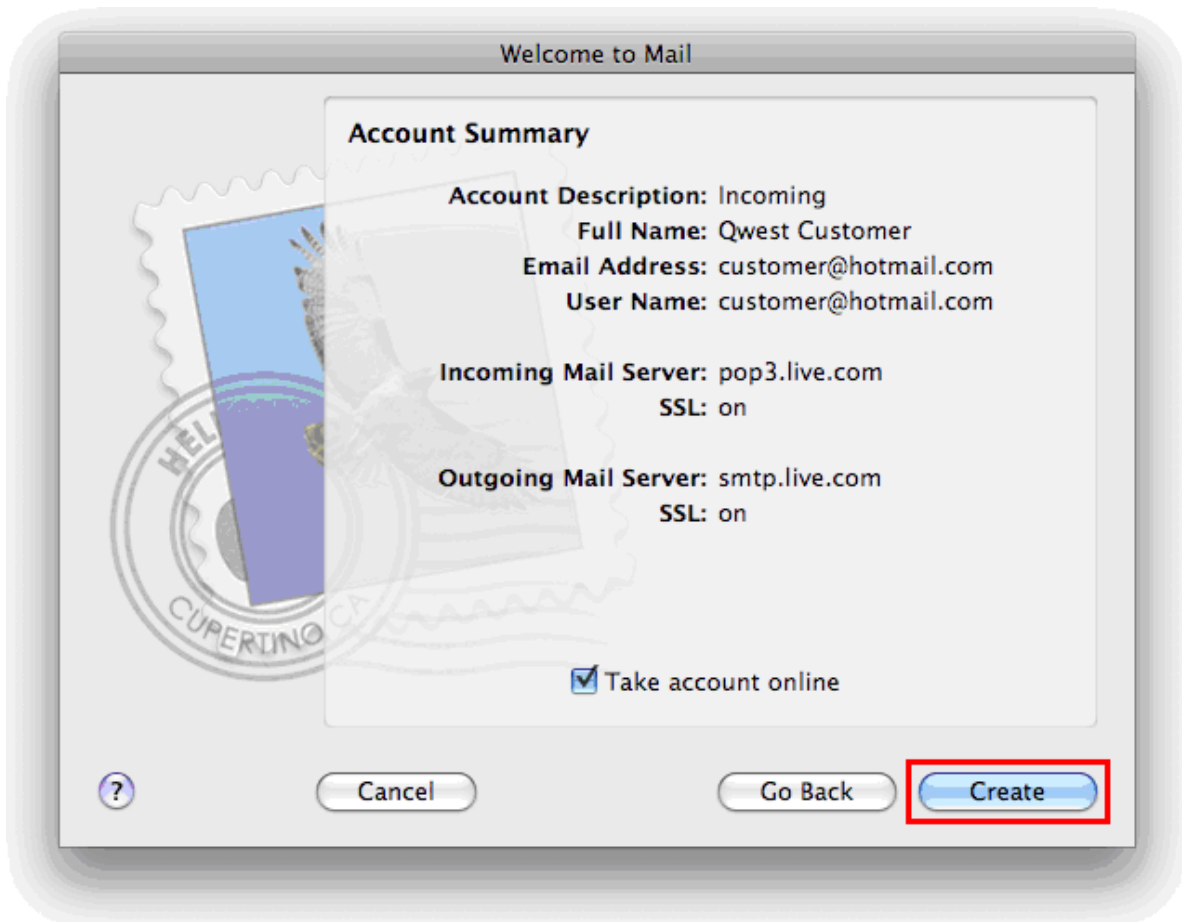 Welcome to Mail
Account Summary
Account Description: Incoming
Full Name: Qwest Customer
Email Address: customer@hotmail.com
User Name: customer@hotmail.com
Incoming Mail Server: pop3.live.com
SSL: on
Outgoing Mail Server: smtp.live.com
SSL: on
CUPERTINO CA
Take account online
?
Cancel
Go Back
Create